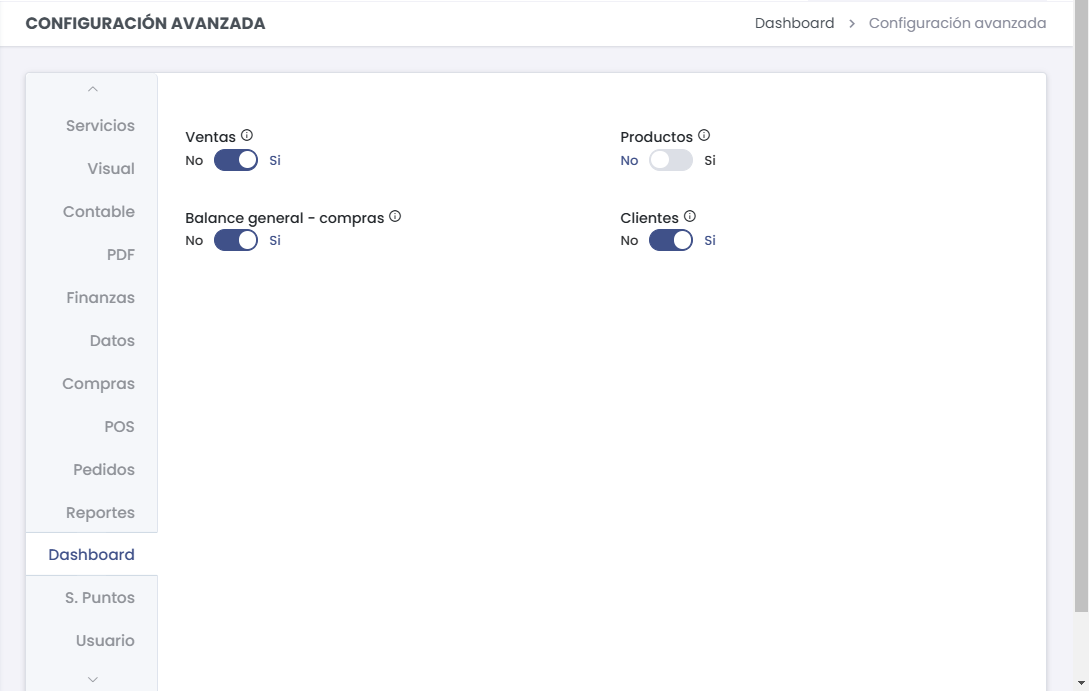 CONFIGURACIÓN AVANZADA
Dashboard > Configuración avanzada
Servicios
Visual
Contable
PDF
Finanzas
Datos
Compras
POS
Pedidos
Reportes
Dashboard
S. Puntos
Usuario
Ventas
No Si
Productos
No Si
Balance general - compras
No Si
Clientes
No Si